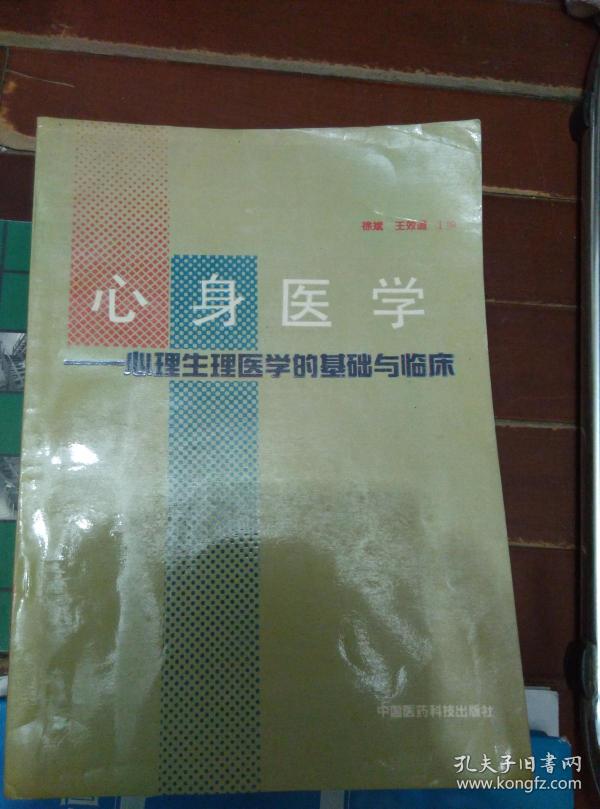 徐斌 王效道 主编
心身医学
——心理生理医学的基础与临床
中国医药科技出版社
孔夫子旧书网
www.kongfz.com